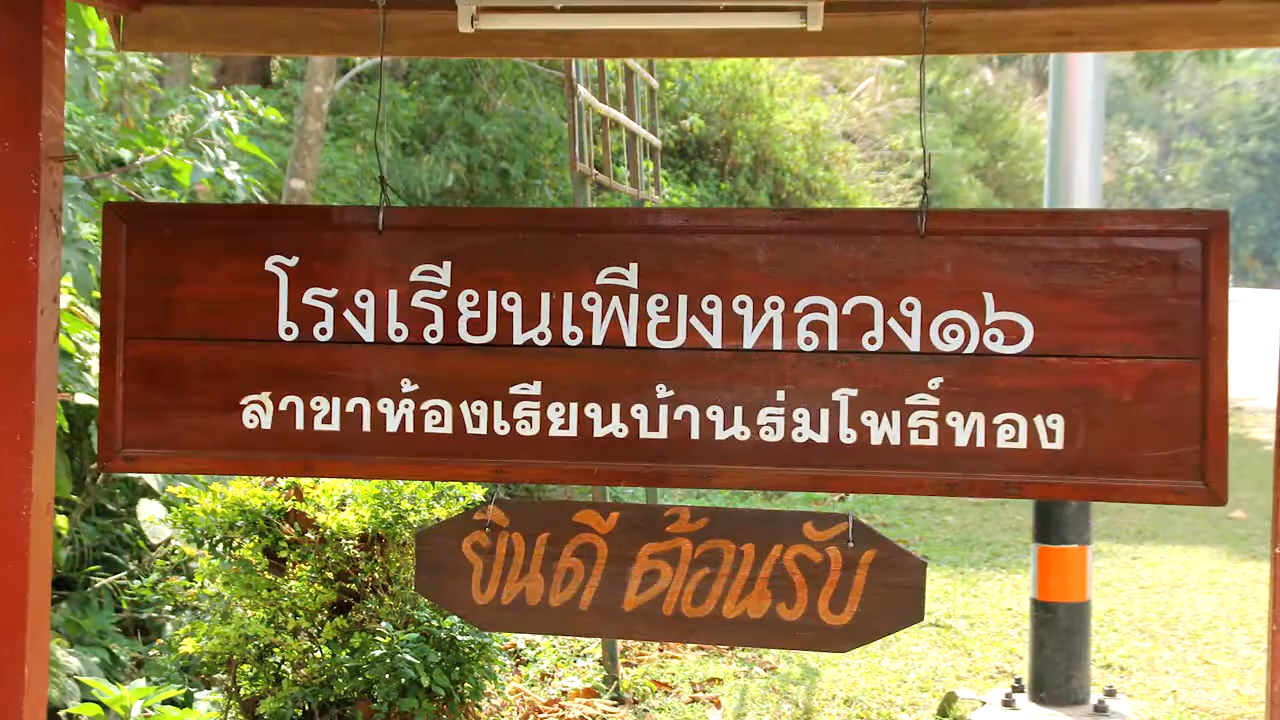 โรงเรียนเพียงหลวง๑๖
สาขาห้องเรียนบ้านร่มโพธิ์ทอง
ยินดี ต้อนรับ